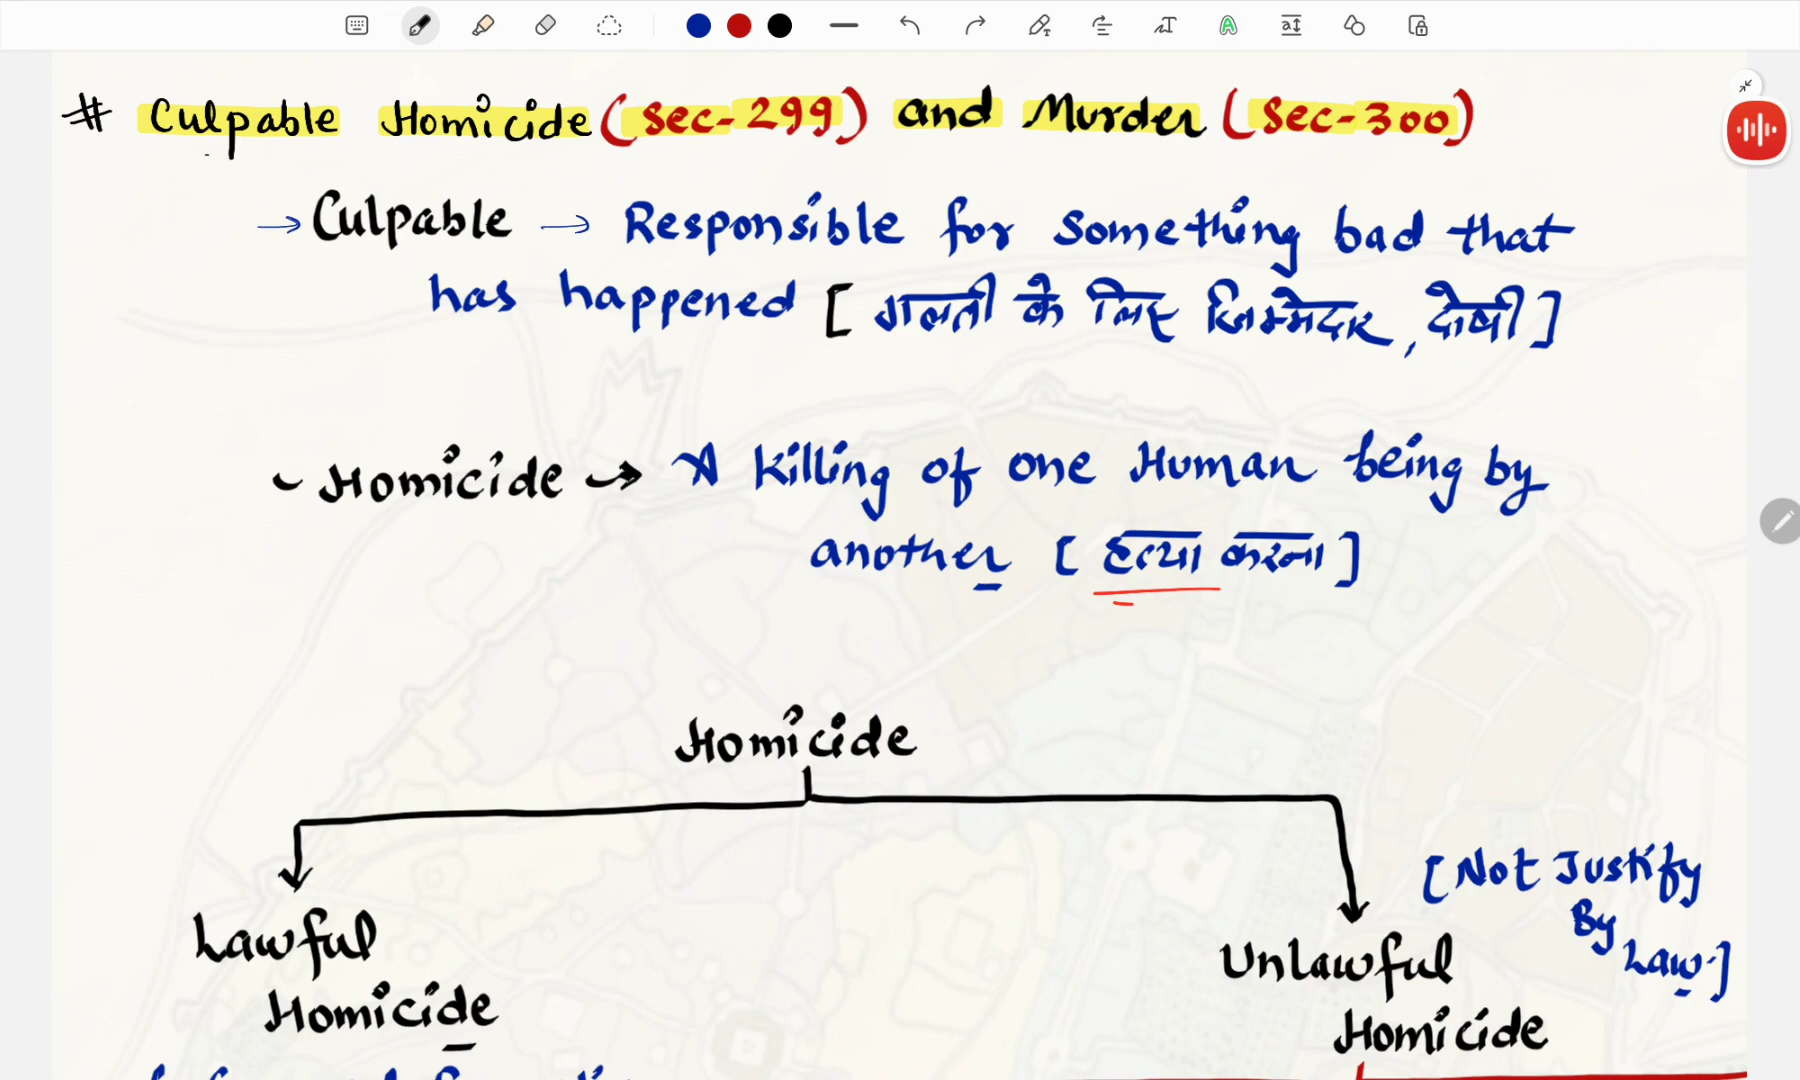 # Culpable Homicide (Sec-299) and Murder (Sec-300)
→ Culpable → Responsible for something bad that
has happened [ गलती के लिए जिम्मेदार, दोषी ]
- Homicide → A killing of one Human being by
another [ हत्या करना ]
Homicide
[Not Justify
By
Law.]
Lawful
Homicide
Unlawful
Homicide